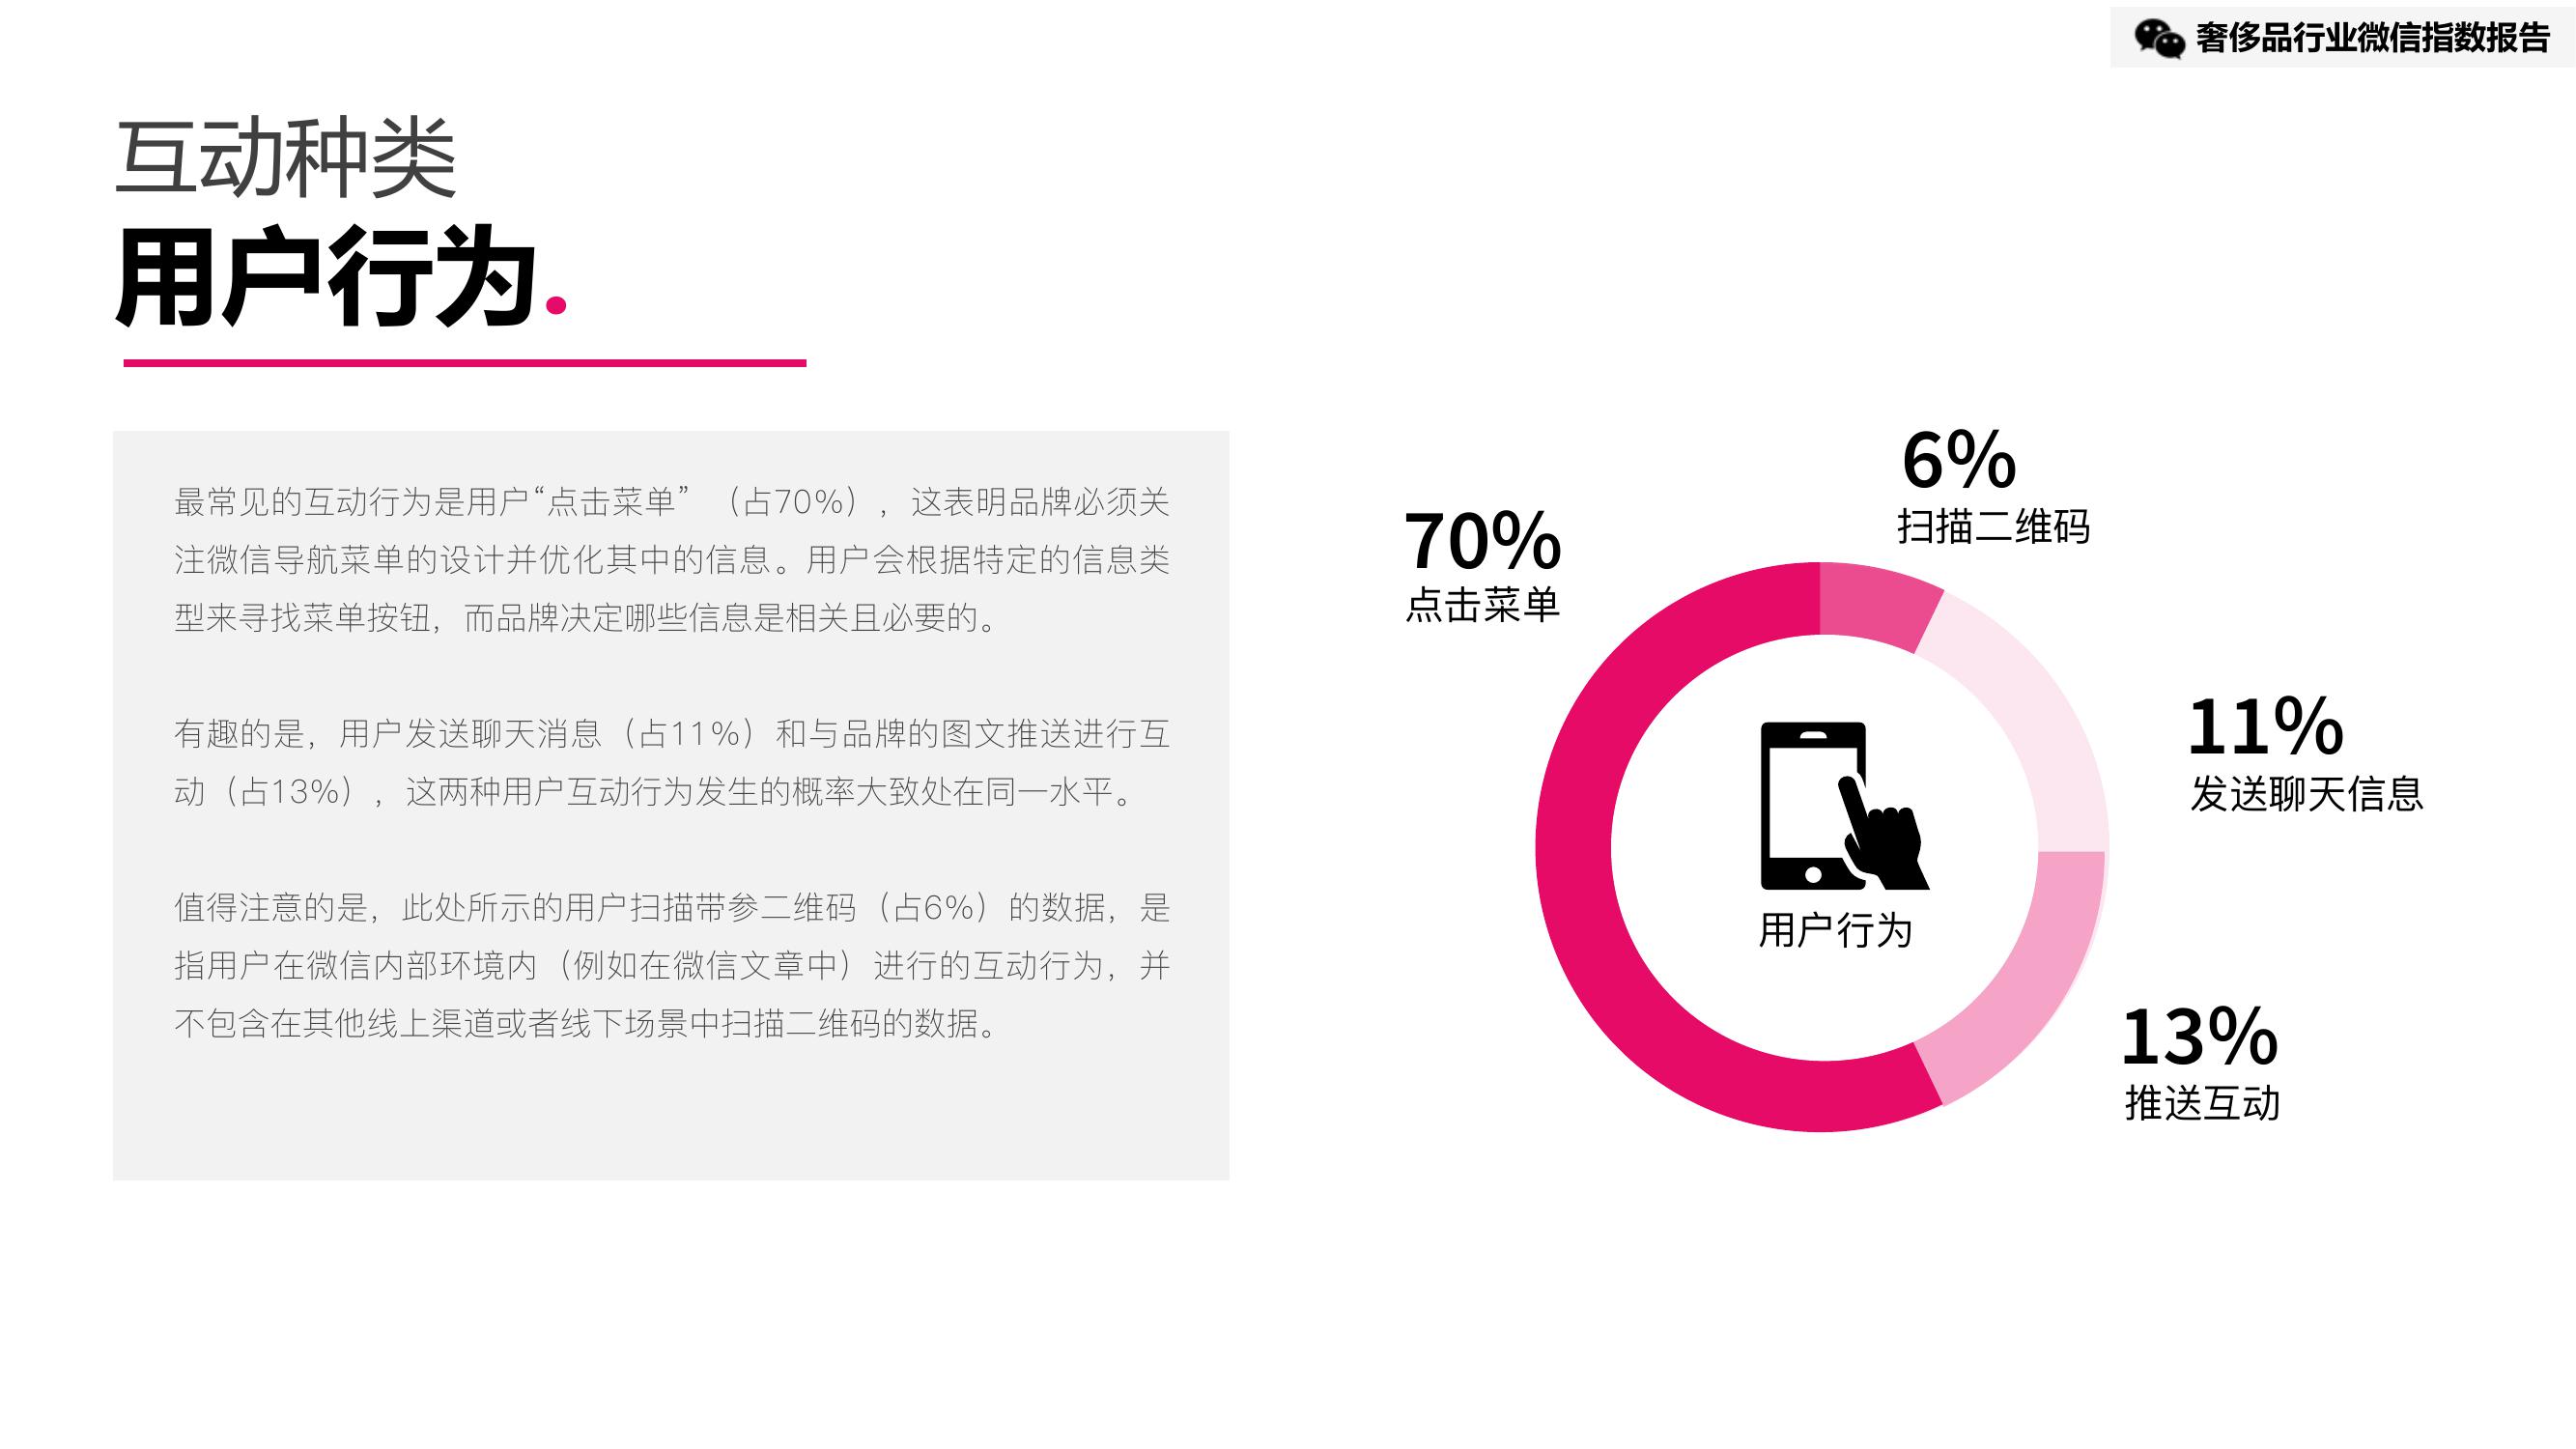 奢侈品行业微信指数报告
互动种类
用户行为.
最常见的互动行为是用户“点击菜单”（占70%），这表明品牌必须关
注微信导航菜单的设计并优化其中的信息。用户会根据特定的信息类
型来寻找菜单按钮，而品牌决定哪些信息是相关且必要的。
有趣的是，用户发送聊天消息（占11%）和与品牌的图文推送进行互
动（占13%），这两种用户互动行为发生的概率大致处在同一水平。
值得注意的是，此处所示的用户扫描带参二维码（占6%）的数据，是
指用户在微信内部环境内（例如在微信文章中）进行的互动行为，并
不包含在其他线上渠道或者线下场景中扫描二维码的数据。
6%
扫描二维码
70%
点击菜单
11%
发送聊天信息
用户行为
13%
推送互动